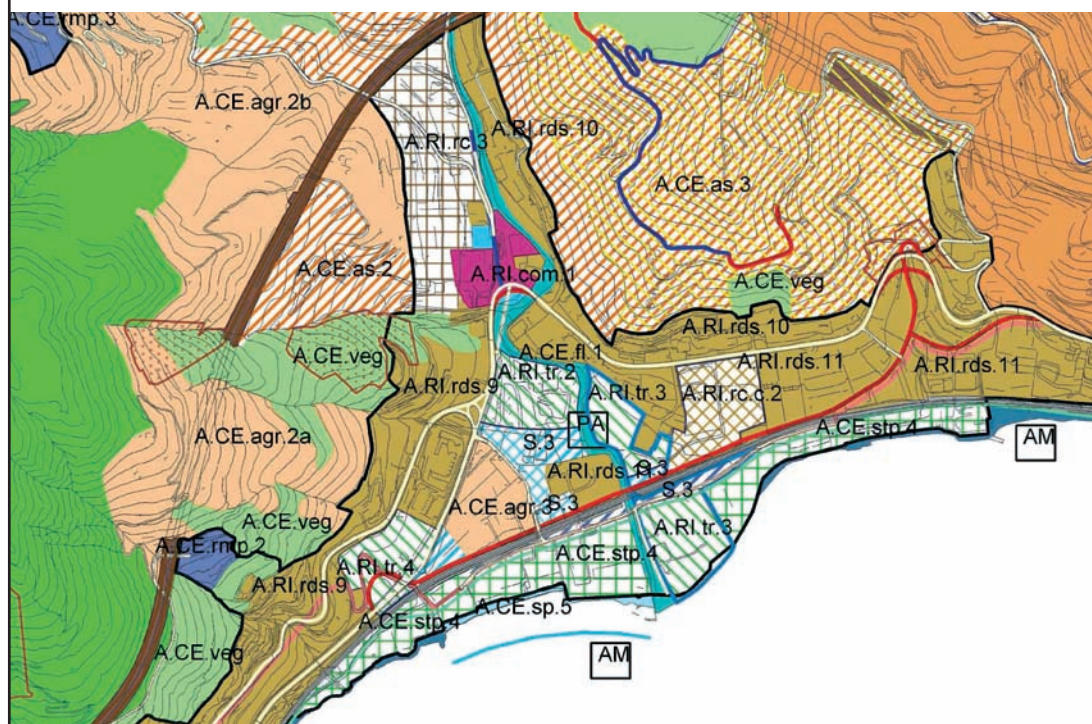 A.CE.rmp.3
A.CE.agr.2b
A.RI.rds.10
A.RI.rc.3
A.CE.as.3
A.CE.as.2
A.RI.com.1
A.CE.veg
A.RI.rds.10
A.CE.fl.1
A.CE.veg
A.RI.tr.2
A.RI.rds.11
A.RI.rds.11
A.RI.rds.9
A.RI.tr.3
A.RI.rc.c.2
PA
A.CE.stp.4
A.CE.agr.2a
S.3
AM
A.RI.rds.11
S.3
S.3
A.CE.agr.3
S.3
A.CE.veg
A.RI.tr.3
A.CE.rmp.2
A.CE.stp.4
A.RI.tr.4
A.RI.rds.9
A.CE.sp.5
A.CE.stp.4
A.CE.veg
AM